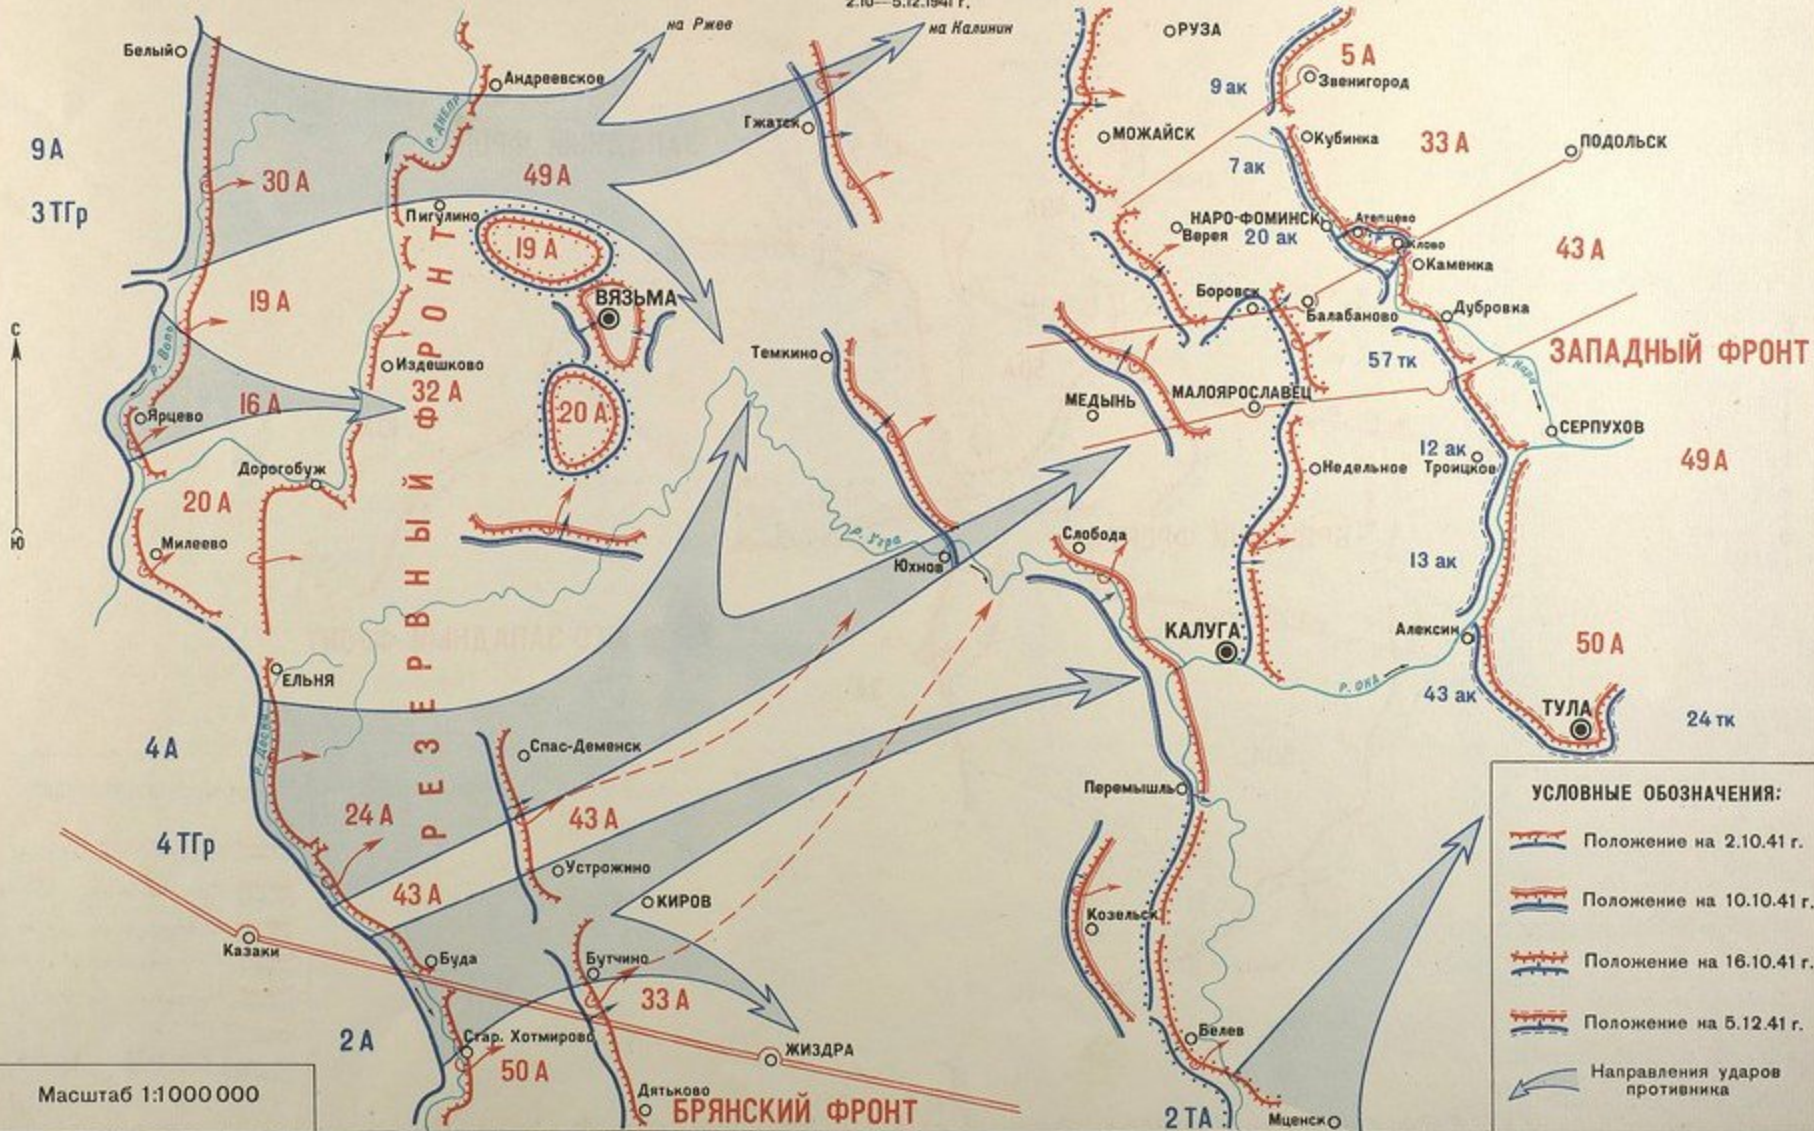 2.10—5.12.1941 г.
на Ржев
на Калинин
РУЗА
5 А
Белый
Андреевское
9 ак
Звенигород
р. ДНЕПР
Гжатск
МОЖАЙСК
Кубинка
33 А
ПОДОЛЬСК
9 А
30 А
49 А
7 ак
3 ТГр
Пигулино
НАРО-ФОМИНСК
Атепцево
Верея
20 ак
Клово
43 А
19 А
Каменка
19 А
ВЯЗЬМА
Боровск
Балабаново
Дубровка
С
Ю
р. Вопь
Издешково
Темкино
57 тк
ЗАПАДНЫЙ ФРОНТ
р. Нара
16 А
32 А
20 А
МЕДЫНЬ
МАЛОЯРОСЛАВЕЦ
Ярцево
СЕРПУХОВ
12 ак
Троицкое
49 А
Дорогобуж
Недельное
20 А
Милеево
РЕЗЕРВНЫЙ ФРОНТ
р. Угра
Юхнов
Слобода
13 ак
КАЛУГА
Алексин
50 А
ЕЛЬНЯ
р. ОКА
43 ак
ТУЛА
24 тк
4 А
р. Десна
Спас-Деменск
Перемышль
24 А
43 А
4 ТГр
Устрожино
43 А
КИРОВ
Козельск
Казаки
Буда
Бутчино
33 А
2 А
Стар. Хотмирово
Белев
50 А
ЖИЗДРА
Дятьково
БРЯНСКИЙ ФРОНТ
2 ТА
Мценск
Масштаб 1:1000 000
УСЛОВНЫЕ ОБОЗНАЧЕНИЯ:
Положение на 2.10.41 г.
Положение на 10.10.41 г.
Положение на 16.10.41 г.
Положение на 5.12.41 г.
Направления ударов
противника